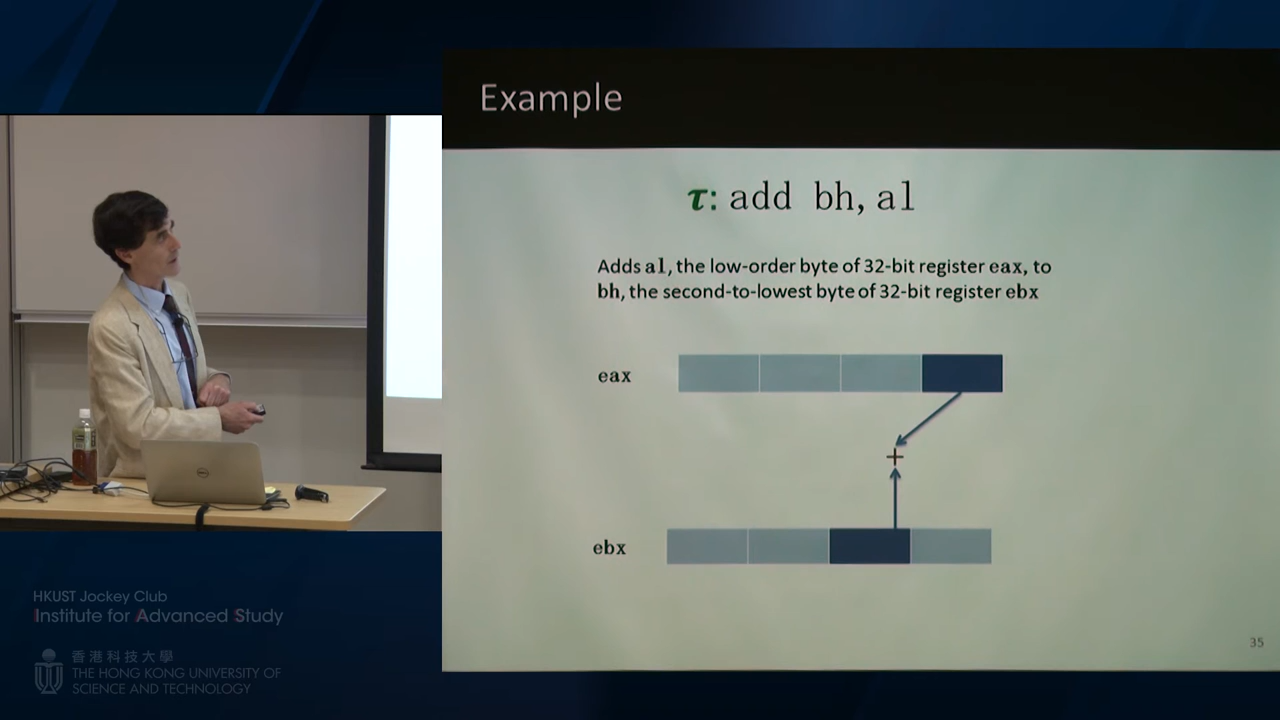 Example
τ: add bh, al
Adds al, the low-order byte of 32-bit register eax, to
bh, the second-to-lowest byte of 32-bit register ebx
eax
+
ebx
35
HKUST Jockey Club
Institute for Advanced Study
香港科技大學
THE HONG KONG UNIVERSITY OF
SCIENCE AND TECHNOLOGY